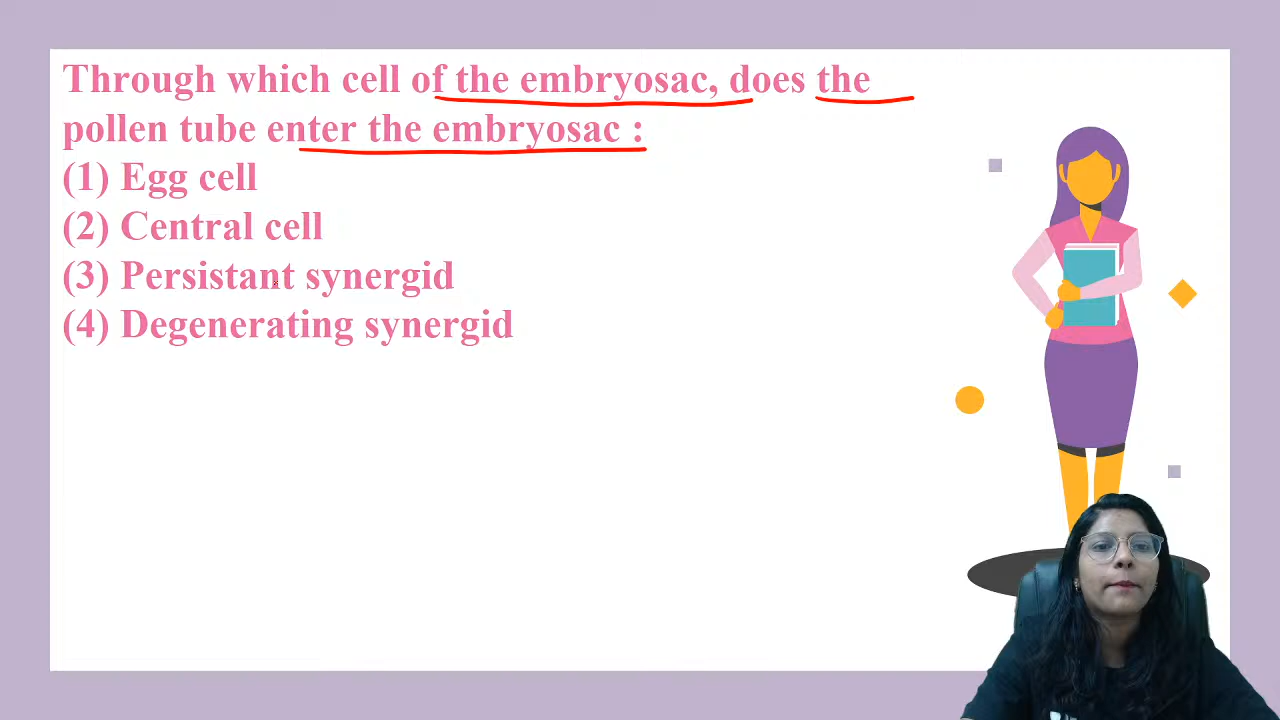 Through which cell of the embryosac, does the
pollen tube enter the embryosac :
(1) Egg cell
(2) Central cell
(3) Persistant synergid
(4) Degenerating synergid